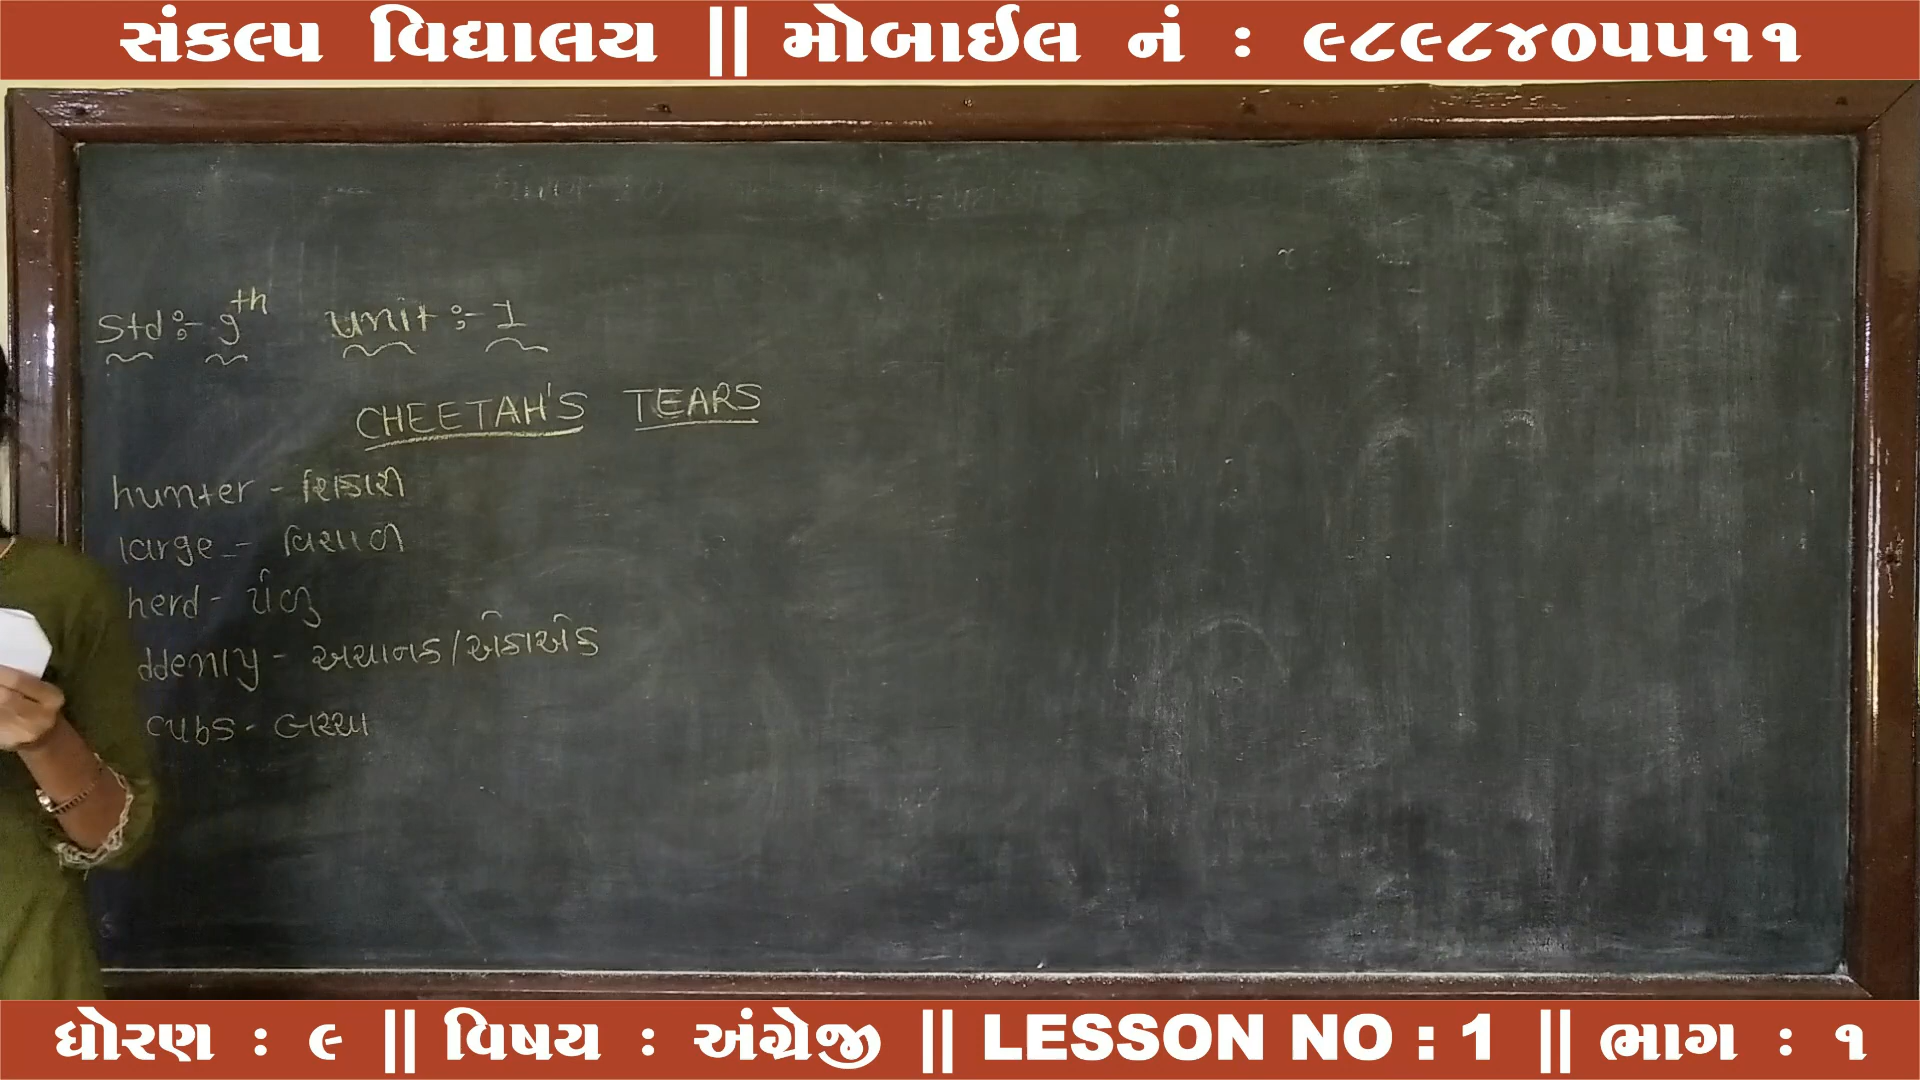 સંકલ્પ વિદ્યાલય || મોબાઈલ નં : ૯૮૯૮૪૦૫૫૧૧
Std :- 9th Unit :- 1
CHEETAH'S TEARS
hunter - શિકારી
large - વિશાળ
herd - ટોળું
ddenly - અચાનક/એકાએક
cubs - બચ્ચા
ધોરણ : ૯ || વિષય : અંગ્રેજી || LESSON NO : 1 || ભાગ : ૧